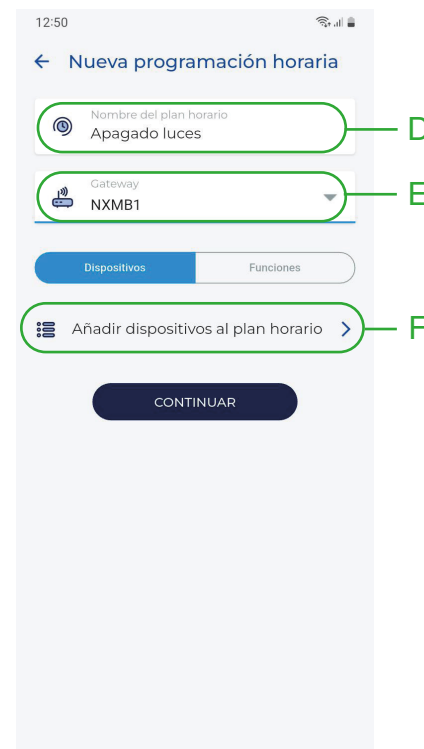 12:50
Nueva programación horaria
Nombre del plan horario
Apagado luces
D
Gateway
NXMB1
E
Dispositivos
Funciones
Añadir dispositivos al plan horario
F
CONTINUAR